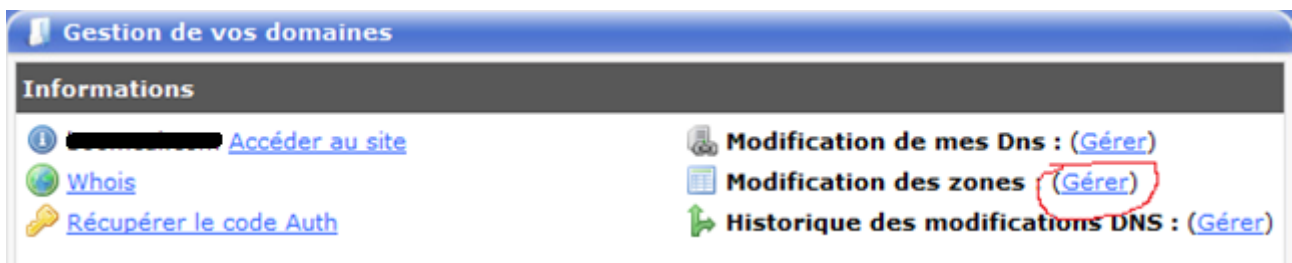 Gestion de vos domaines
Informations
Accéder au site
Modification de mes Dns : (Gérer)
Whois
Modification des zones : (Gérer)
Récupérer le code Auth
Historique des modifications DNS : (Gérer)